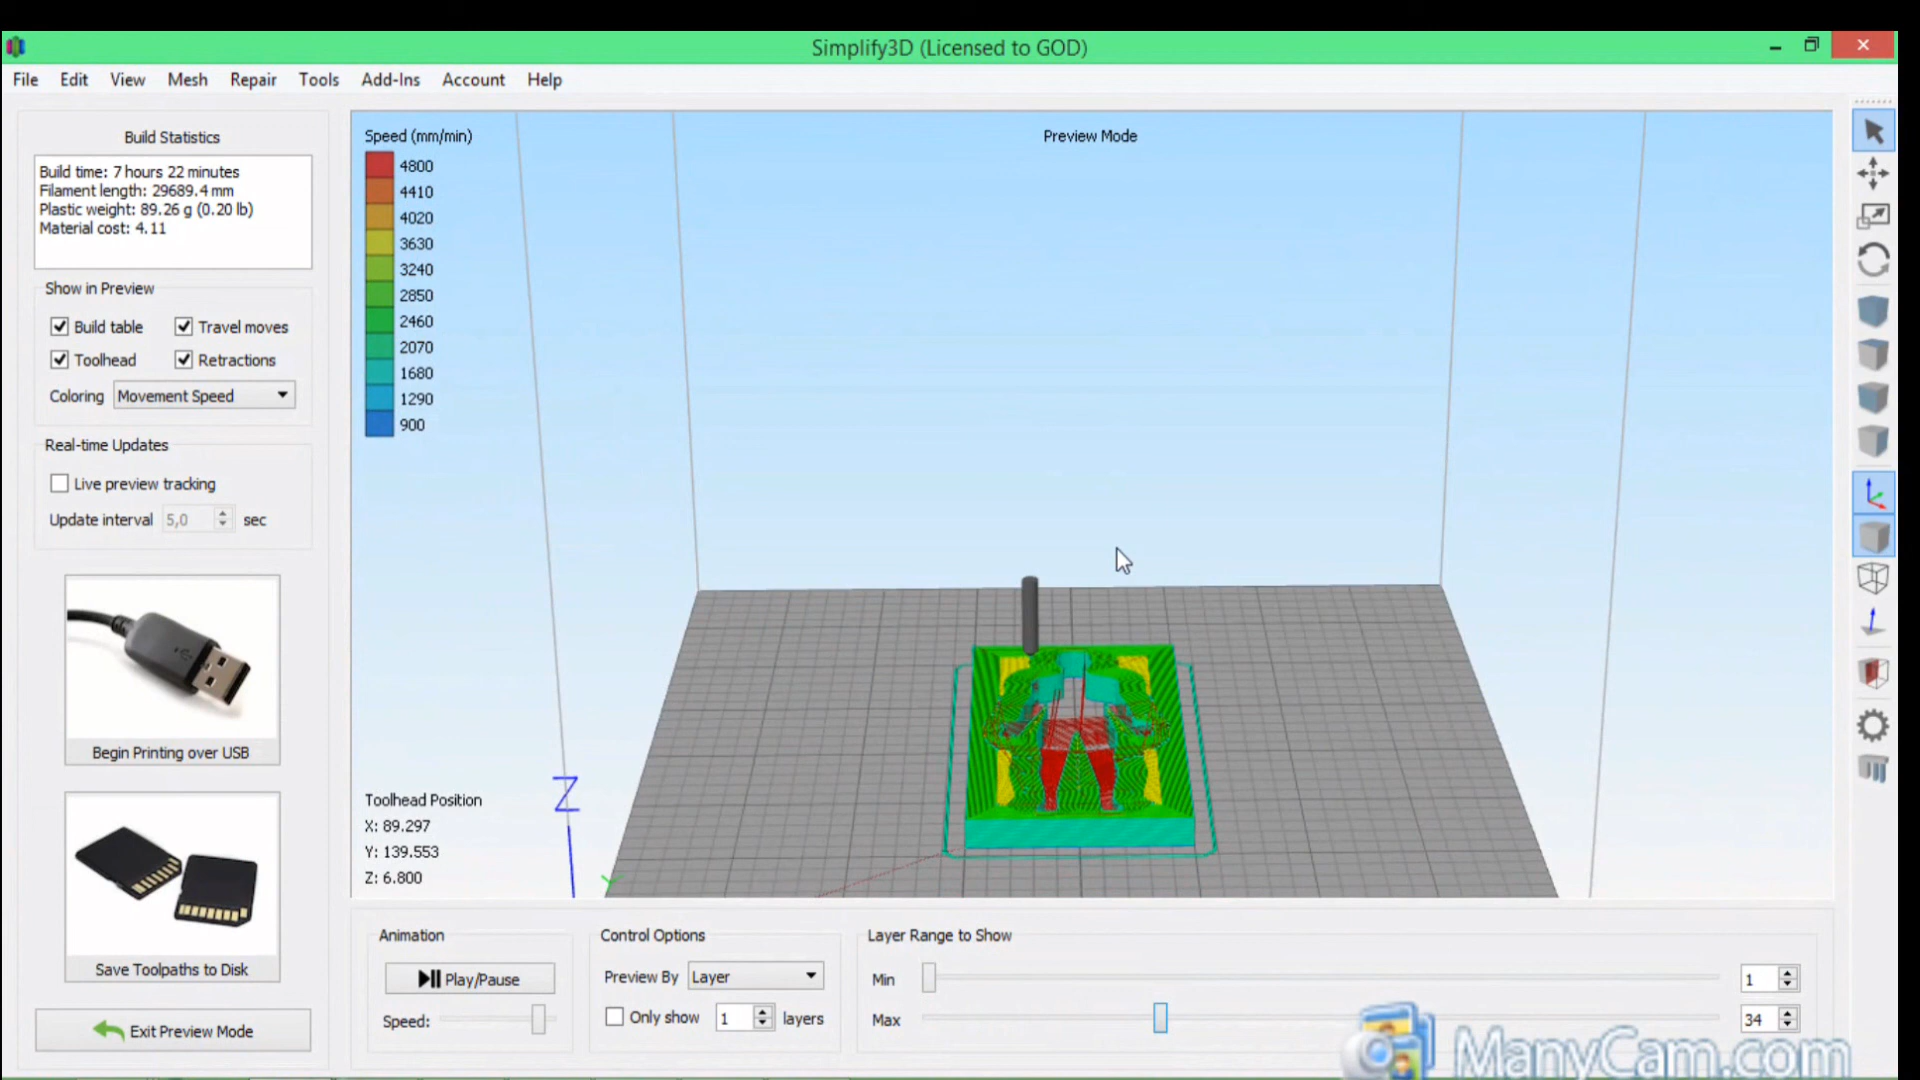 Simplify3D (Licensed to GOD)
File Edit View Mesh Repair Tools Add-Ins Account Help
Build Statistics
Build time: 7 hours 22 minutes
Filament length: 29689.4 mm
Plastic weight: 89.26 g (0.20 lb)
Material cost: 4.11
Show in Preview
Build table
Travel moves
Toolhead
Retractions
Coloring Movement Speed
Real-time Updates
Live preview tracking
Update interval 5,0 sec
Begin Printing over USB
Save Toolpaths to Disk
Exit Preview Mode
Speed (mm/min)
4800
4410
4020
3630
3240
2850
2460
2070
1680
1290
900
Preview Mode
Toolhead Position
X: 89.297
Y: 139.553
Z: 6.800
Z
Animation
Play/Pause
Speed:
Control Options
Preview By Layer
Only show 1 layers
Layer Range to Show
Min 1
Max 34
ManyCam.com